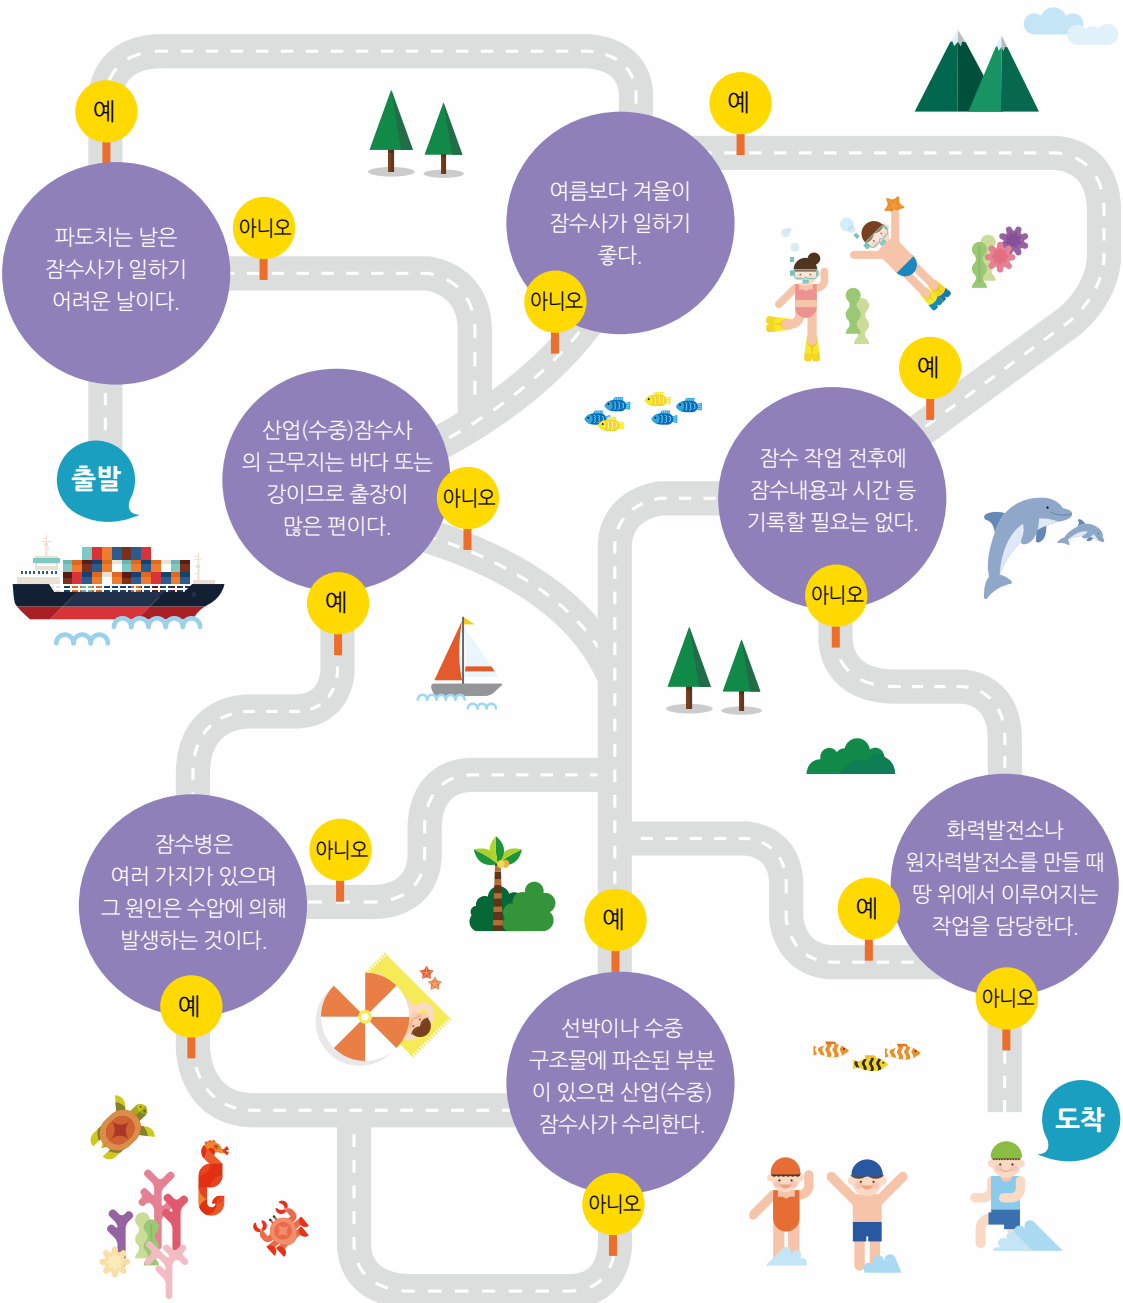 예
파도치는 날은
잠수사가 일하기
어려운 날이다.
아니오
출발
여름보다 겨울이
잠수사가 일하기
좋다.
예
아니오
산업(수중)잠수사
의 근무지는 바다 또는
강이므로 출장이
많은 편이다.
아니오
예
잠수 작업 전후에
잠수내용과 시간 등
기록할 필요는 없다.
예
아니오
잠수병은
여러 가지가 있으며
그 원인은 수압에 의해
발생하는 것이다.
아니오
예
화력발전소나
원자력발전소를 만들 때
땅 위에서 이루어지는
작업을 담당한다.
예
아니오
예
선박이나 수중
구조물에 파손된 부분
이 있으면 산업(수중)
잠수사가 수리한다.
아니오
도착